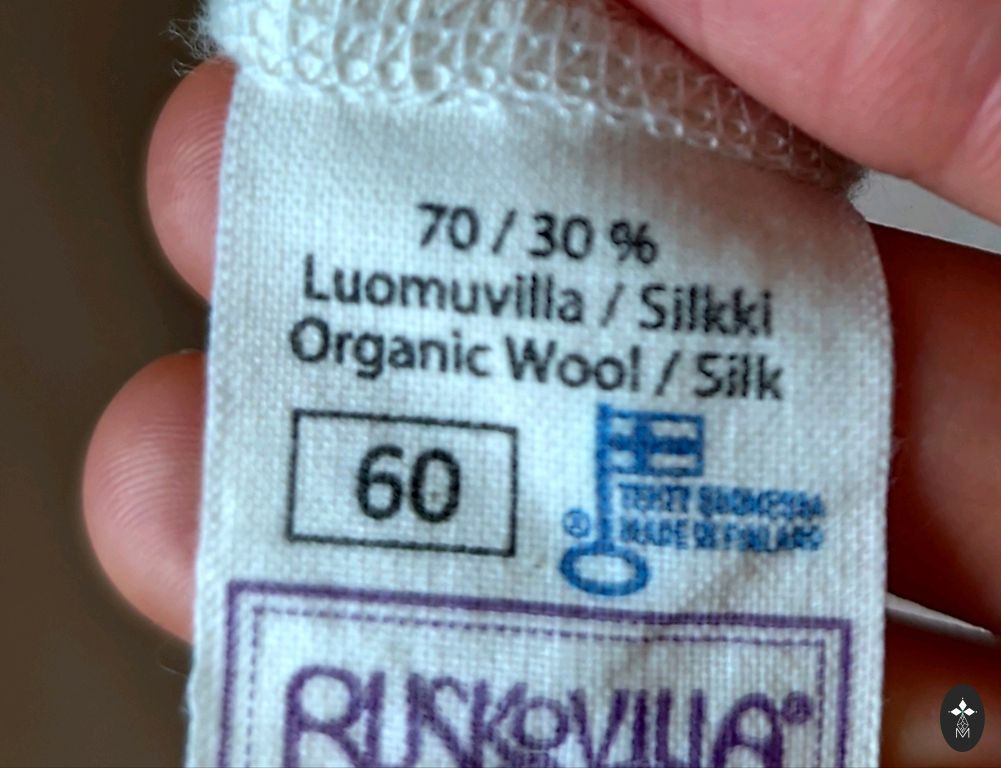 70 / 30 %
Luomuvilla / Silkki
Organic Wool / Silk
60
TEHTY SUOMESSA
® MADE IN FINLAND
RUSKOVILLA®
M